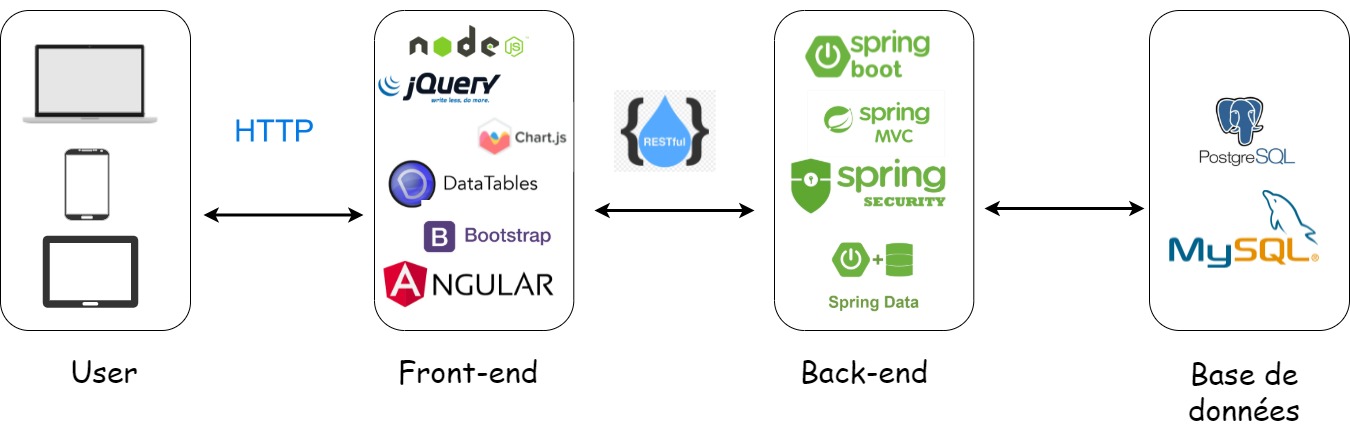 HTTP
node
JS
jQuery
write less, do more.
Chart.js
DataTables
B Bootstrap
ANGULAR
{RESTful}
spring
boot
spring
MVC
spring
SECURITY
+
Spring Data
PostgreSQL
MySQL®
User
Front-end
Back-end
Base de
données